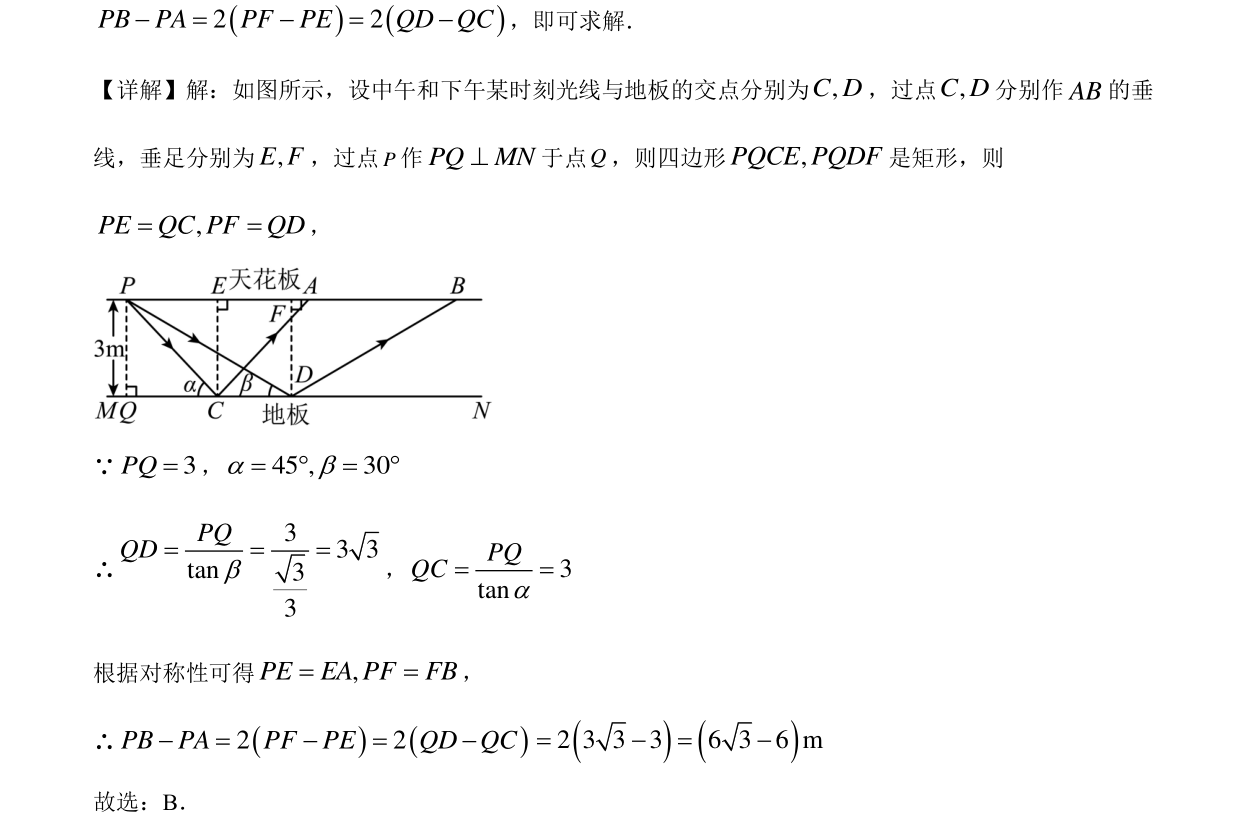 PB－PA＝2(PF－PE)＝2(QD－QC)，即可求解．
【详解】解：如图所示，设中午和下午某时刻光线与地板的交点分别为C,D，过点C,D分别作AB的垂
线，垂足分别为E,F，过点P作PQ⊥MN于点Q，则四边形PQCE,PQDF是矩形，则
PE＝QC,PF＝QD，
P E 天花板 A B
F
3m
α β D
M Q C 地板 N
∵PQ＝3，α＝45°,β＝30°
∴QD＝PQ/tanβ＝3/(√3/3)＝3√3，QC＝PQ/tanα＝3
根据对称性可得PE＝EA,PF＝FB，
∴PB－PA＝2(PF－PE)＝2(QD－QC)＝2(3√3－3)＝(6√3－6)m
故选：B．